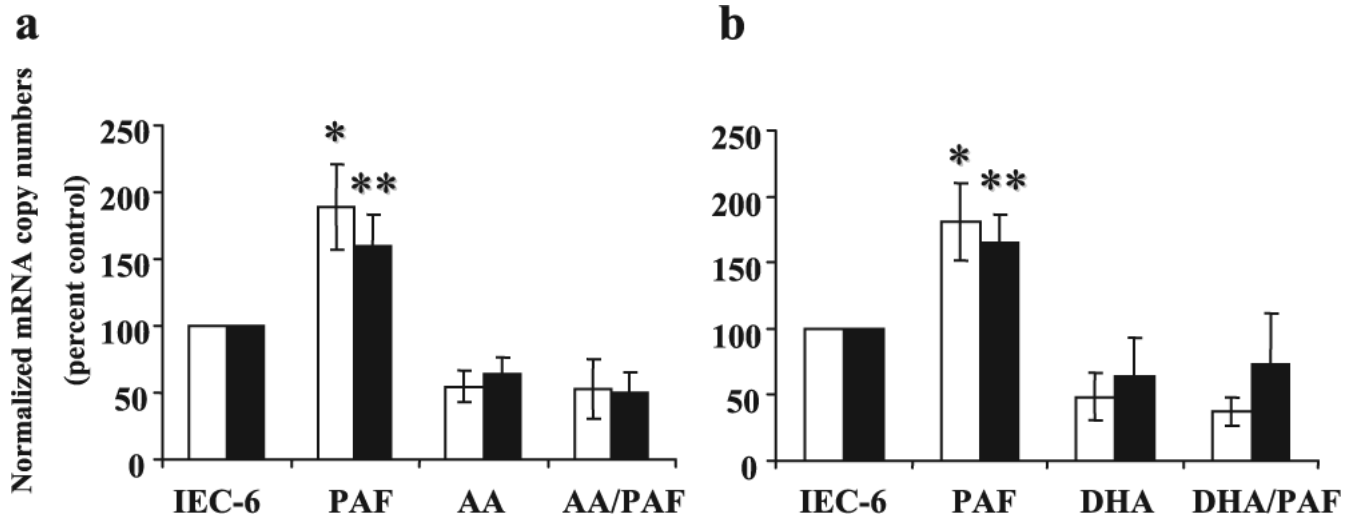 a
Normalized mRNA copy numbers
(percent control)
250
200
150
100
50
0
*
**
IEC-6 PAF AA AA/PAF
b
250
200
150
100
50
0
*
**
IEC-6 PAF DHA DHA/PAF